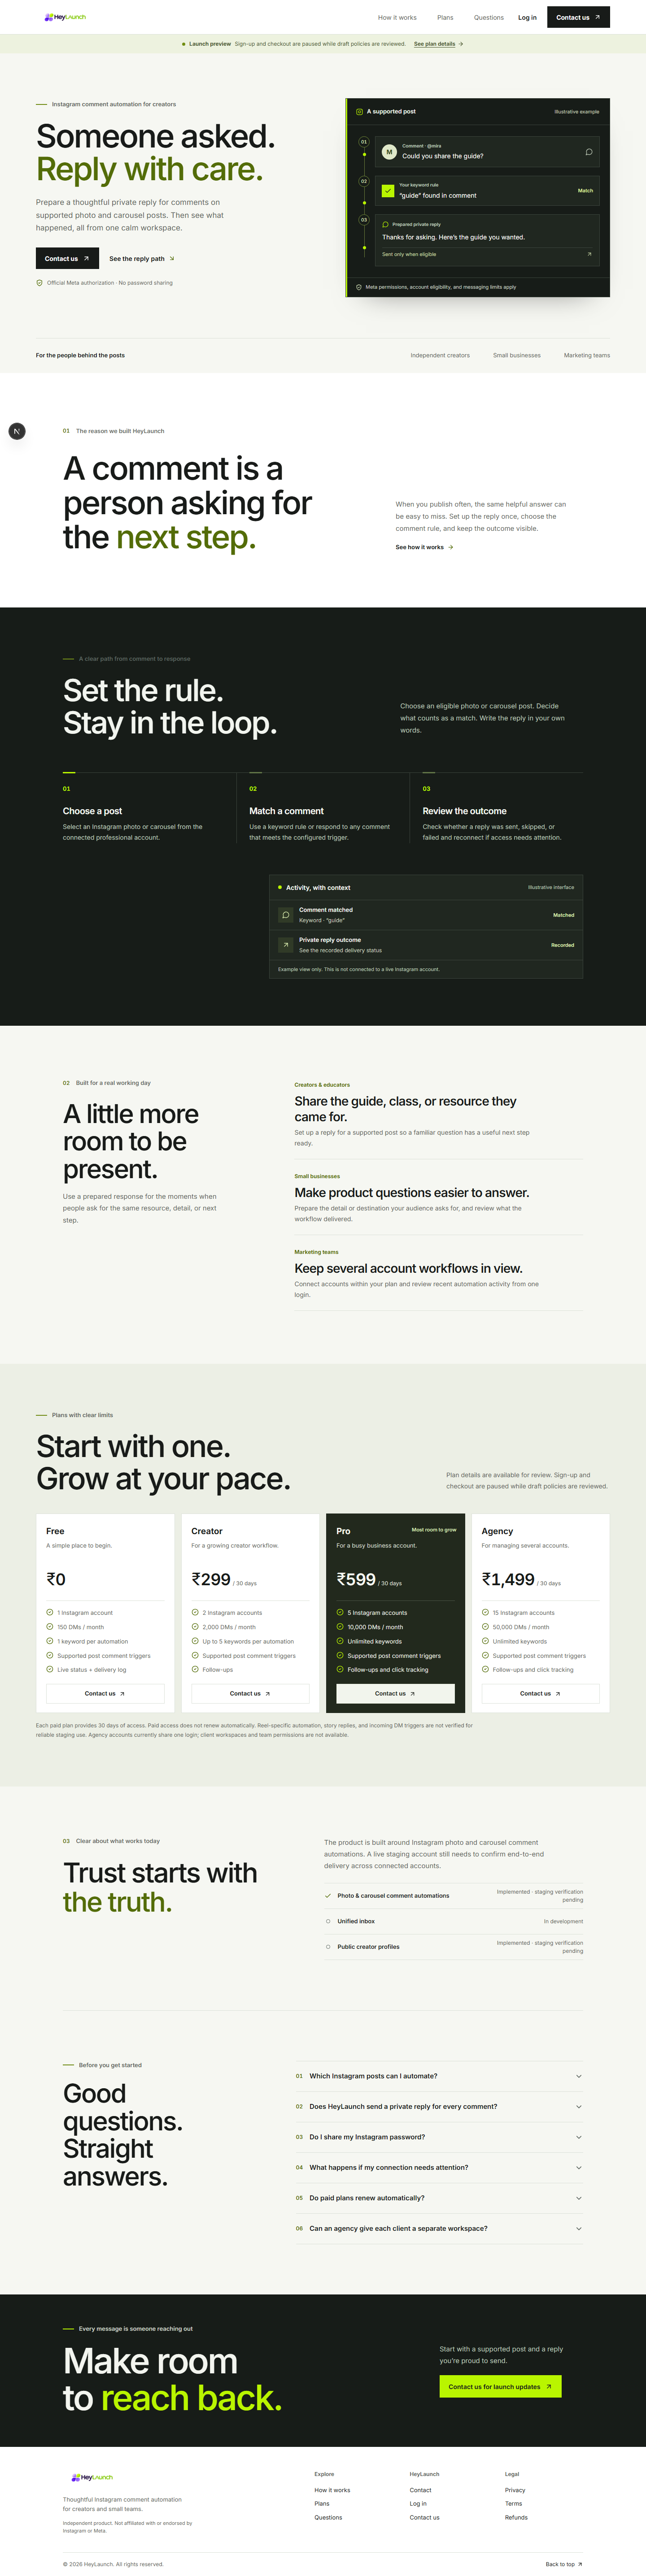 HeyLaunch
How it works
Plans
Questions
Log in
Contact us
Launch preview Sign-up and checkout are paused while draft policies are reviewed. See plan details
Instagram comment automation for creators
Someone asked.
Reply with care.
Prepare a thoughtful private reply for comments on
supported photo and carousel posts. Then see what
happened, all from one calm workspace.
Contact us
See the reply path
Official Meta authorization · No password sharing
A supported post
Illustrative example
01
M
Comment · @mira
Could you share the guide?
02
Your keyword rule
"guide" found in comment
Match
03
Prepared private reply
Thanks for asking. Here's the guide you wanted.
Sent only when eligible
Meta permissions, account eligibility, and messaging limits apply
For the people behind the posts
Independent creators
Small businesses
Marketing teams
N
01 The reason we built HeyLaunch
A comment is a
person asking for
the next step.
When you publish often, the same helpful answer can
be easy to miss. Set up the reply once, choose the
comment rule, and keep the outcome visible.
See how it works
A clear path from comment to response
Set the rule.
Stay in the loop.
Choose an eligible photo or carousel post. Decide
what counts as a match. Write the reply in your own
words.
01
Choose a post
Select an Instagram photo or carousel from the
connected professional account.
02
Match a comment
Use a keyword rule or respond to any comment
that meets the configured trigger.
03
Review the outcome
Check whether a reply was sent, skipped, or
failed and reconnect if access needs attention.
Activity, with context
Illustrative interface
Comment matched
Keyword · "guide"
Matched
Private reply outcome
See the recorded delivery status
Recorded
Example view only. This is not connected to a live Instagram account.
02 Built for a real working day
A little more
room to be
present.
Use a prepared response for the moments when
people ask for the same resource, detail, or next
step.
Creators & educators
Share the guide, class, or resource they
came for.
Set up a reply for a supported post so a familiar question has a useful next step
ready.
Small businesses
Make product questions easier to answer.
Prepare the detail or destination your audience asks for, and review what the
workflow delivered.
Marketing teams
Keep several account workflows in view.
Connect accounts within your plan and review recent automation activity from one
login.
Plans with clear limits
Start with one.
Grow at your pace.
Plan details are available for review. Sign-up and
checkout are paused while draft policies are reviewed.
Free
A simple place to begin.
₹0
1 Instagram account
150 DMs / month
1 keyword per automation
Supported post comment triggers
Live status + delivery log
Contact us
Creator
For a growing creator workflow.
₹299 / 30 days
2 Instagram accounts
2,000 DMs / month
Up to 5 keywords per automation
Supported post comment triggers
Follow-ups
Contact us
Pro
Most room to grow
For a busy business account.
₹599 / 30 days
5 Instagram accounts
10,000 DMs / month
Unlimited keywords
Supported post comment triggers
Follow-ups and click tracking
Contact us
Agency
For managing several accounts.
₹1,499 / 30 days
15 Instagram accounts
50,000 DMs / month
Unlimited keywords
Supported post comment triggers
Follow-ups and click tracking
Contact us
Each paid plan provides 30 days of access. Paid access does not renew automatically. Reel-specific automation, story replies, and incoming DM triggers are not verified for
reliable staging use. Agency accounts currently share one login; client workspaces and team permissions are not available.
03 Clear about what works today
Trust starts with
the truth.
The product is built around Instagram photo and carousel comment
automations. A live staging account still needs to confirm end-to-end
delivery across connected accounts.
Photo & carousel comment automations
Implemented · staging verification
pending
Unified inbox
In development
Public creator profiles
Implemented · staging verification
pending
Before you get started
Good
questions.
Straight
answers.
01 Which Instagram posts can I automate?
02 Does HeyLaunch send a private reply for every comment?
03 Do I share my Instagram password?
04 What happens if my connection needs attention?
05 Do paid plans renew automatically?
06 Can an agency give each client a separate workspace?
Every message is someone reaching out
Make room
to reach back.
Start with a supported post and a reply
you're proud to send.
Contact us for launch updates
HeyLaunch
Thoughtful Instagram comment automation
for creators and small teams.
Independent product. Not affiliated with or endorsed by
Instagram or Meta.
Explore
How it works
Plans
Questions
HeyLaunch
Contact
Log in
Contact us
Legal
Privacy
Terms
Refunds
© 2026 HeyLaunch. All rights reserved.
Back to top